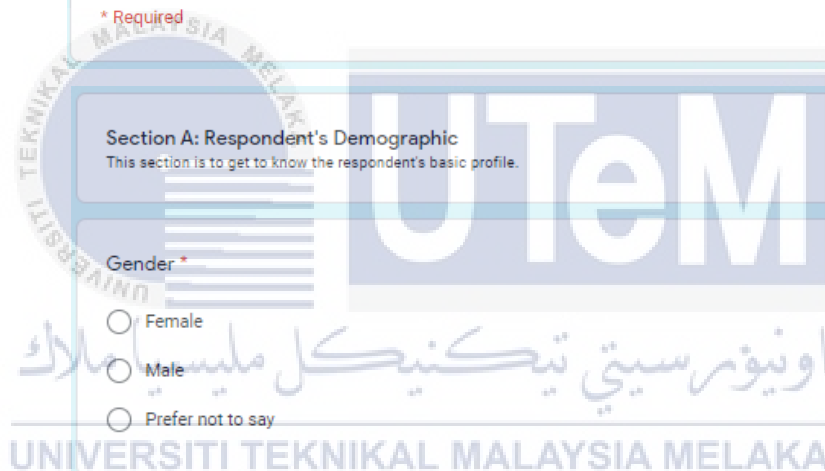 * Required
UNIVERSITI TEKNIKAL MALAYSIA MELAKA
UTeM
Section A: Respondent's Demographic
This section is to get to know the respondent's basic profile.
Gender *
Female
Male
Prefer not to say
اونيۏرسيتي تيكنيكل مليسيا ملاك
UNIVERSITI TEKNIKAL MALAYSIA MELAKA